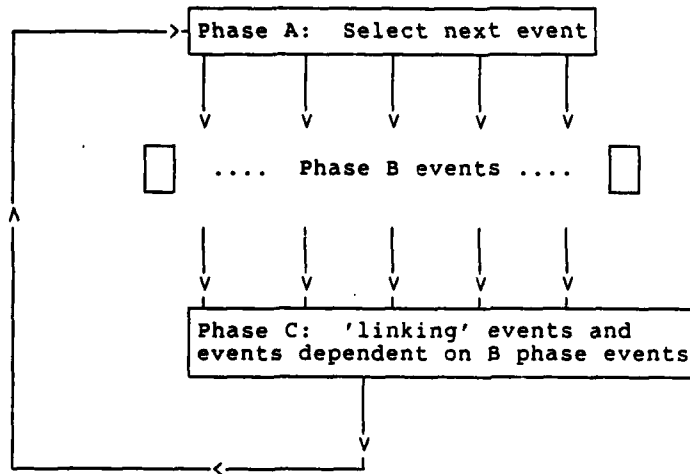 Phase A: Select next event
.... Phase B events ....
Phase C: 'linking' events and
events dependent on B phase events